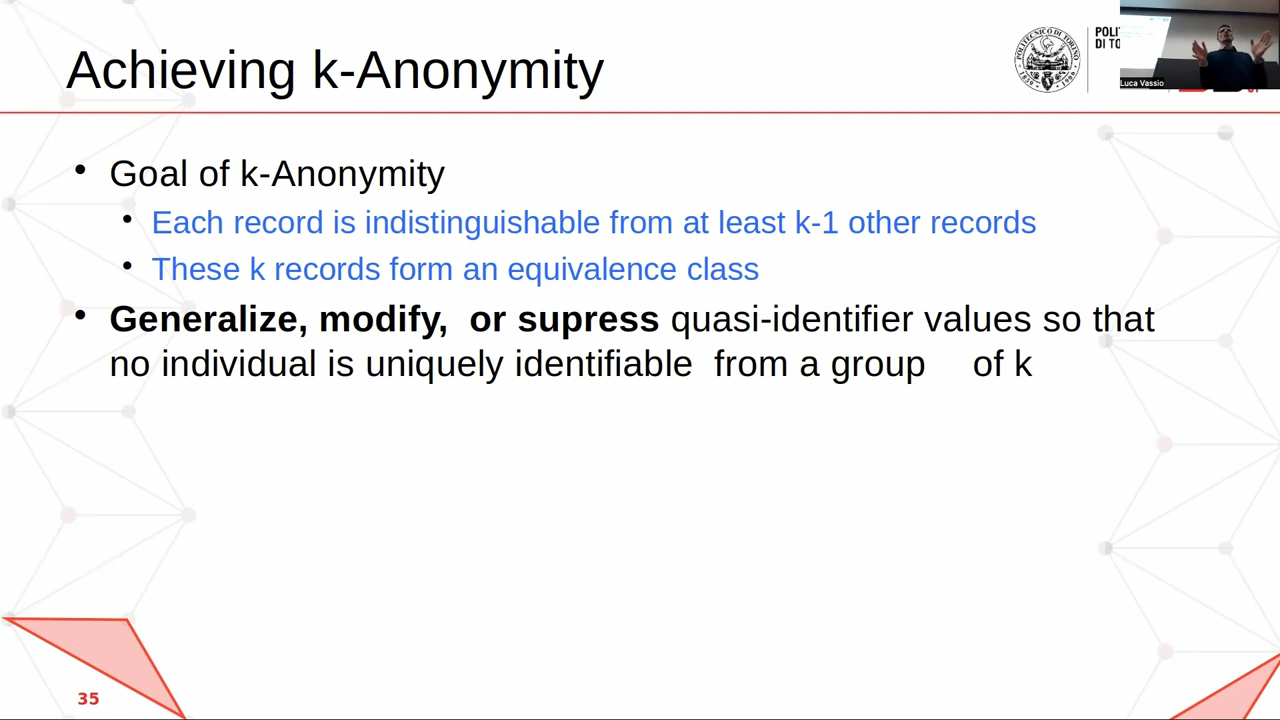 Achieving k-Anonymity
POLI
DI TO
Luca Vassio
• Goal of k-Anonymity
• Each record is indistinguishable from at least k-1 other records
• These k records form an equivalence class
• Generalize, modify,  or supress quasi-identifier values so that
no individual is uniquely identifiable  from a group     of k
35